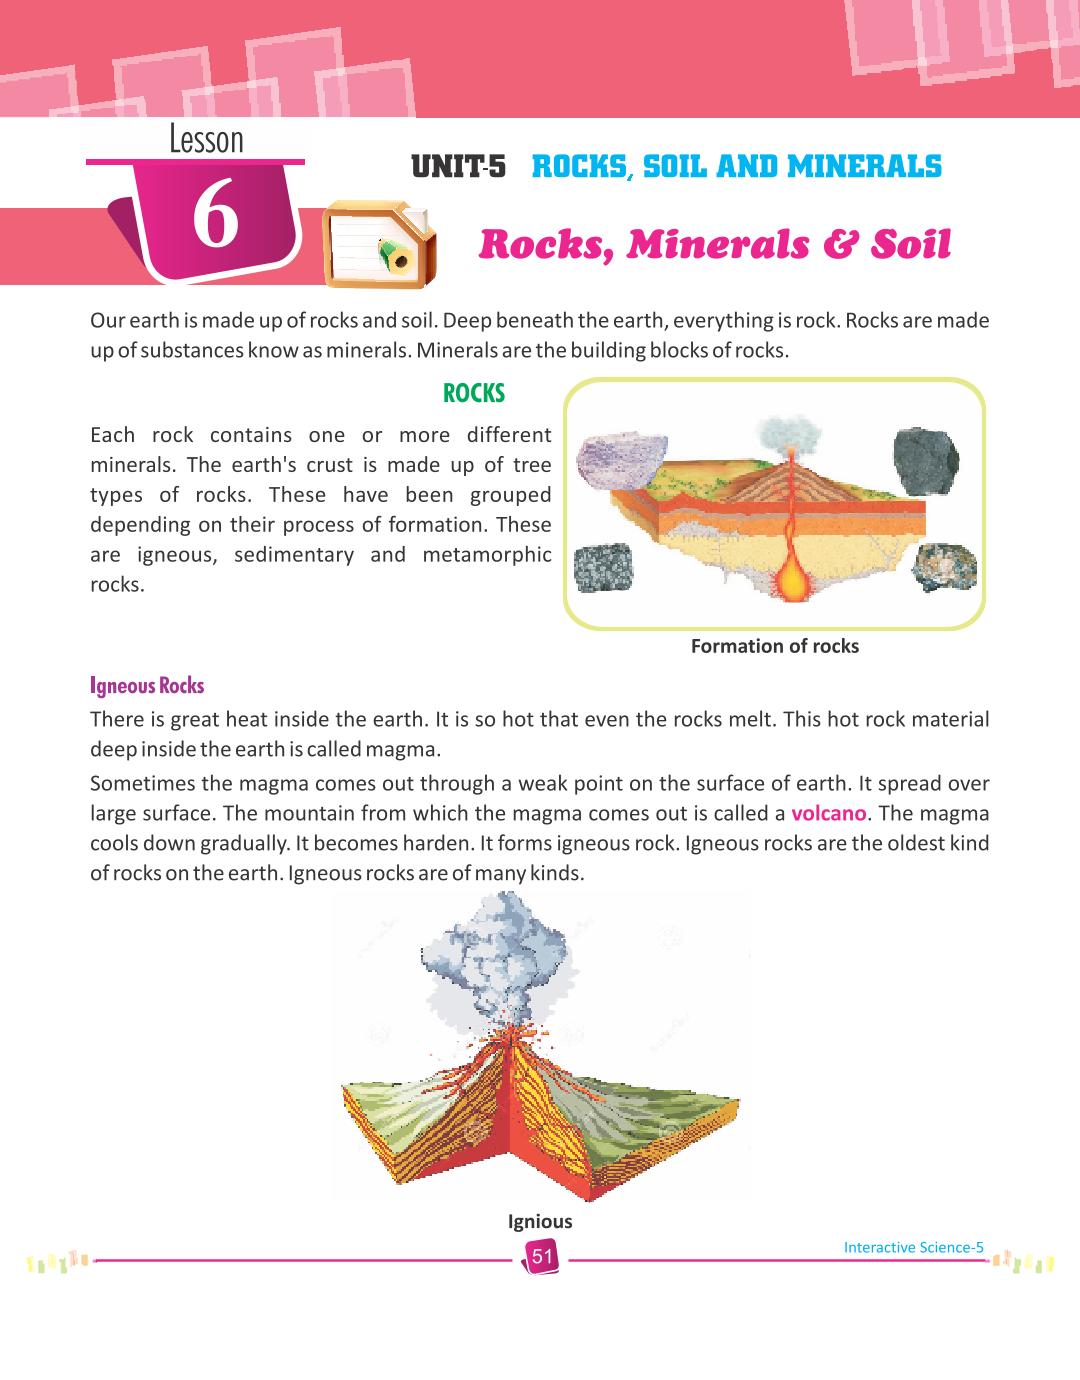 Lesson
6
UNIT-5 ROCKS, SOIL AND MINERALS
Rocks, Minerals & Soil
Our earth is made up of rocks and soil. Deep beneath the earth, everything is rock. Rocks are made
up of substances know as minerals. Minerals are the building blocks of rocks.
ROCKS
Each rock contains one or more different
minerals. The earth's crust is made up of tree
types of rocks. These have been grouped
depending on their process of formation. These
are igneous, sedimentary and metamorphic
rocks.
Formation of rocks
Igneous Rocks
There is great heat inside the earth. It is so hot that even the rocks melt. This hot rock material
deep inside the earth is called magma.
Sometimes the magma comes out through a weak point on the surface of earth. It spread over
large surface. The mountain from which the magma comes out is called a volcano. The magma
cools down gradually. It becomes harden. It forms igneous rock. Igneous rocks are the oldest kind
of rocks on the earth. Igneous rocks are of many kinds.
Ignious
51
Interactive Science-5